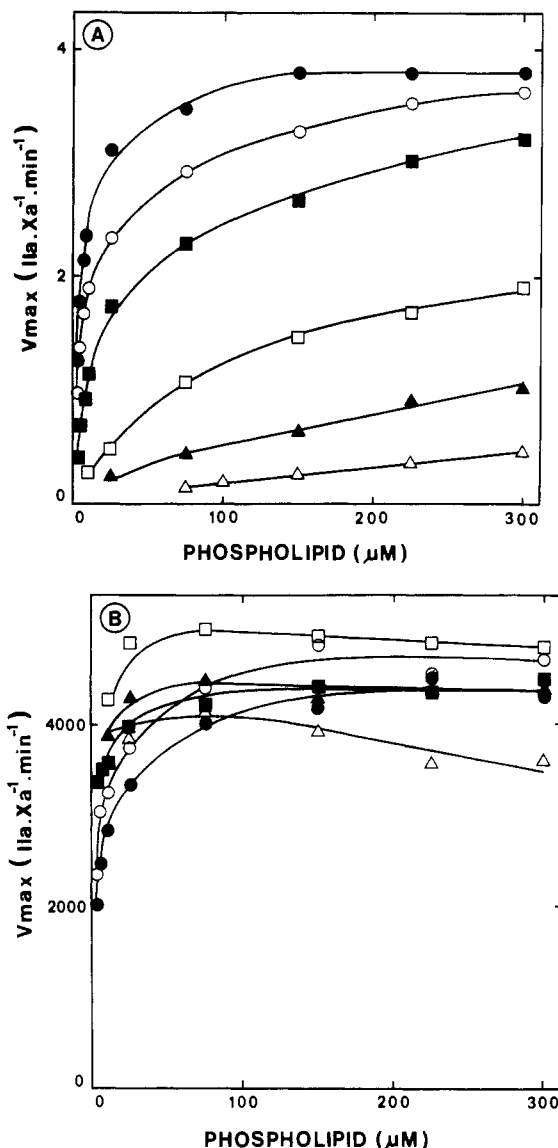 A
4
2
0
Vmax ( IIa. Xa⁻¹. min⁻¹)
0 100 200 300
PHOSPHOLIPID (µM)
B
4000
2000
0
Vmax ( IIa. Xa⁻¹. min⁻¹)
0 100 200 300
PHOSPHOLIPID (µM)